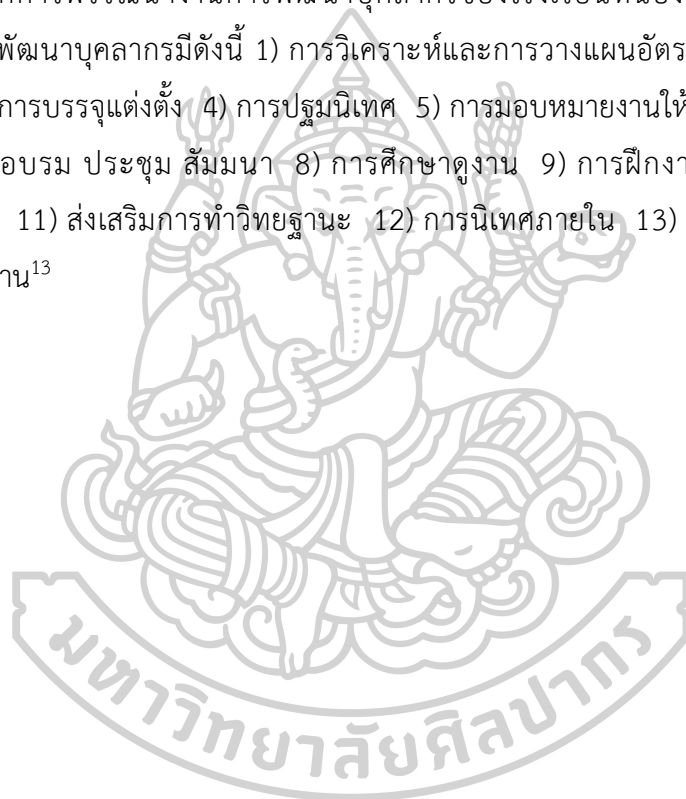 พัฒนาบุคลากรมีดังนี้ 1) การวิเคราะห์และการวางแผนอัตร
การบรรจุแต่งตั้ง 4) การปฐมนิเทศ 5) การมอบหมายงานให้
อบรม ประชุม สัมมนา 8) การศึกษาดูงาน 9) การฝึกงา
11) ส่งเสริมการทำวิทยฐานะ 12) การนิเทศภายใน 13)
าน13
มหาวิทยาลัยศิลปากร